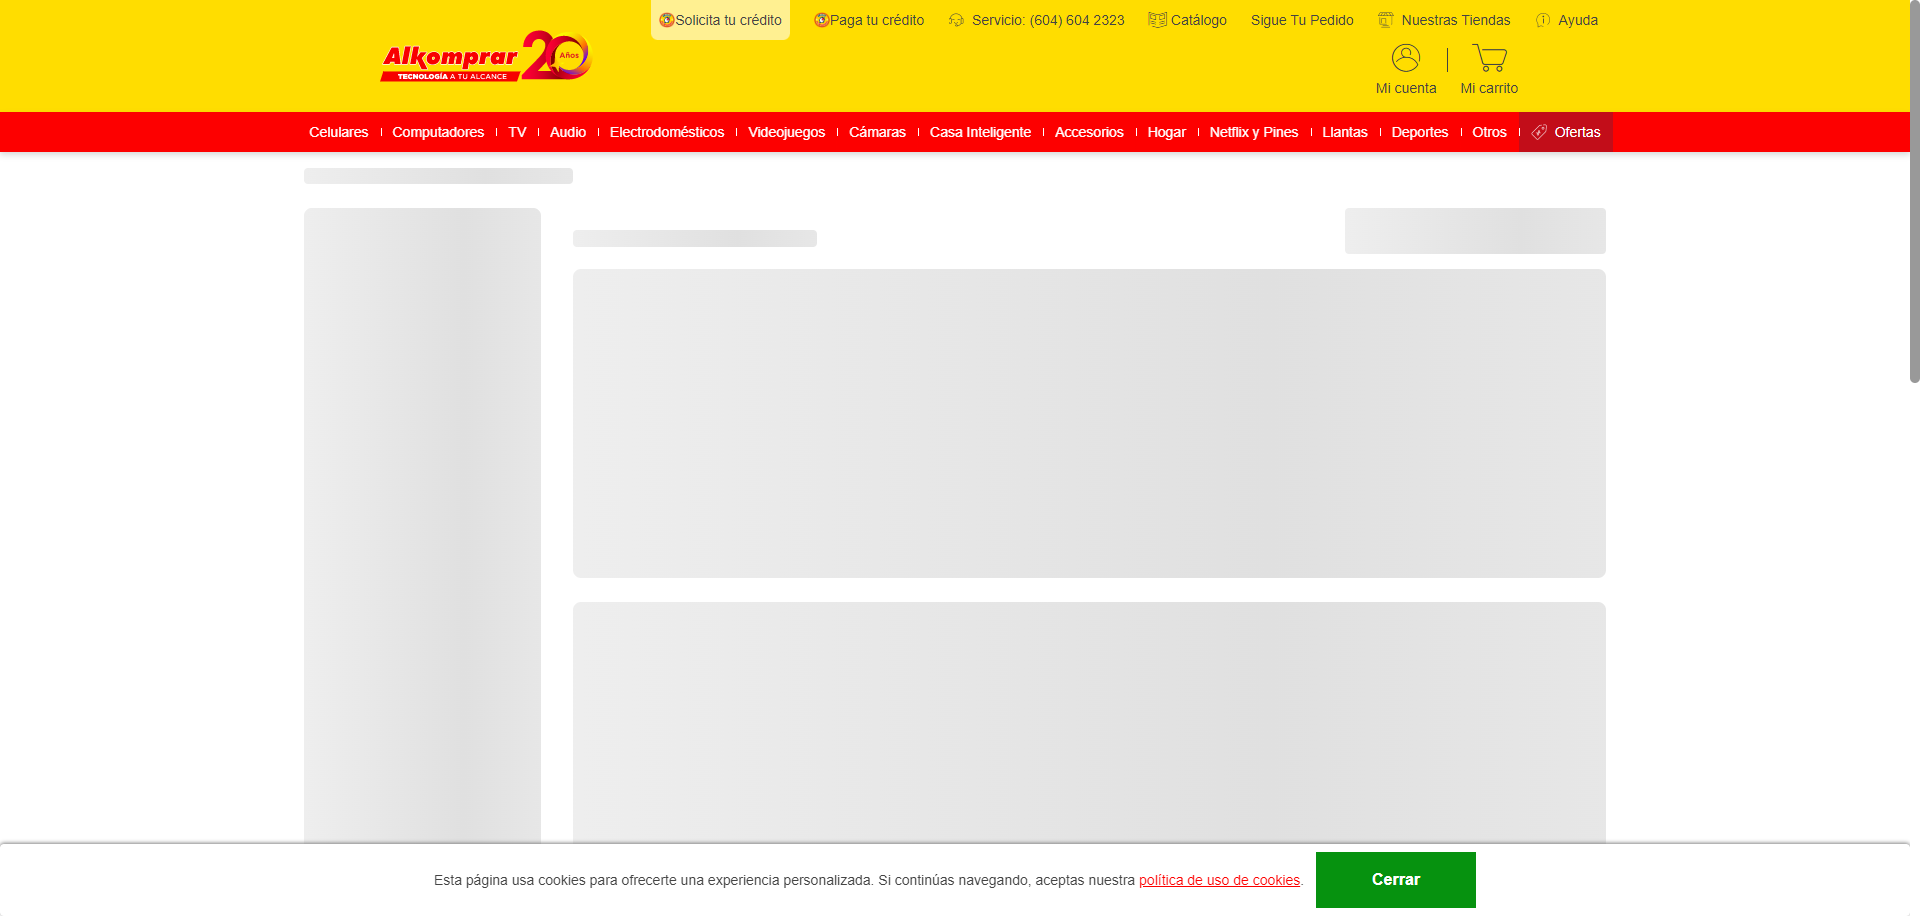 Solicita tu crédito
Paga tu crédito
Servicio: (604) 604 2323
Catálogo
Sigue Tu Pedido
Nuestras Tiendas
Ayuda
Alkomprar 20 Años
TECNOLOGÍA A TU ALCANCE
Mi cuenta
Mi carrito
Celulares
Computadores
TV
Audio
Electrodomésticos
Videojuegos
Cámaras
Casa Inteligente
Accesorios
Hogar
Netflix y Pines
Llantas
Deportes
Otros
Ofertas
Esta página usa cookies para ofrecerte una experiencia personalizada. Si continúas navegando, aceptas nuestra política de uso de cookies.
Cerrar